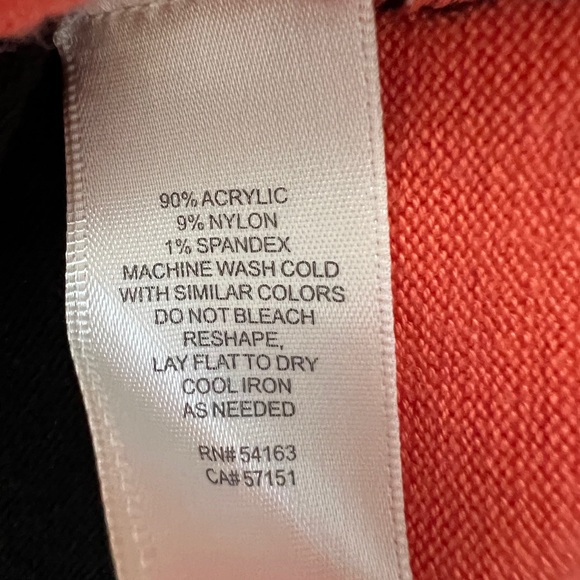 90% ACRYLIC
9% NYLON
1% SPANDEX
MACHINE WASH COLD
WITH SIMILAR COLORS
DO NOT BLEACH
RESHAPE,
LAY FLAT TO DRY
COOL IRON
AS NEEDED
RN# 54163
CA# 57151